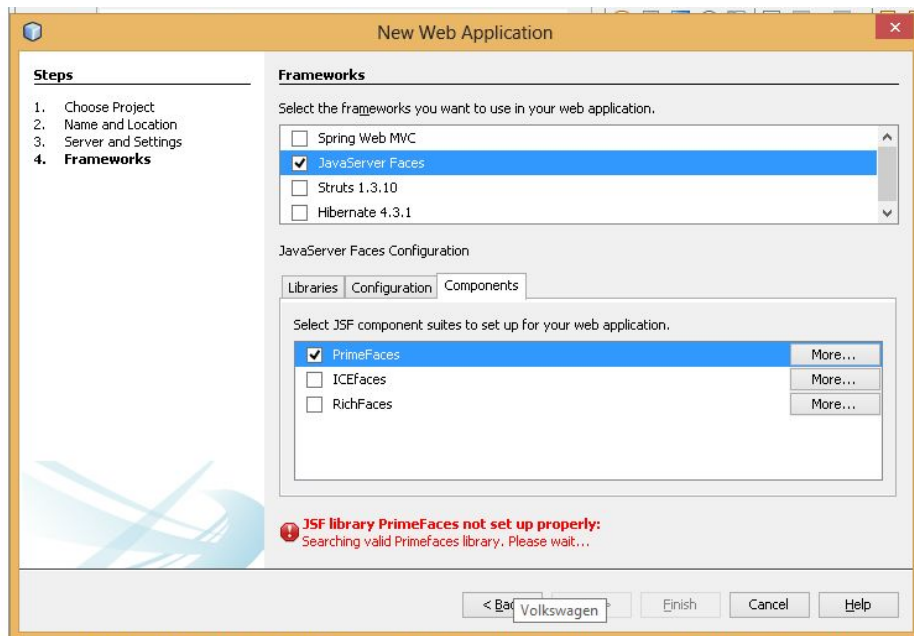 New Web Application
Steps
1. Choose Project
2. Name and Location
3. Server and Settings
4. Frameworks
Frameworks
Select the frameworks you want to use in your web application.
Spring Web MVC
JavaServer Faces
Struts 1.3.10
Hibernate 4.3.1
JavaServer Faces Configuration
Libraries Configuration Components
Select JSF component suites to set up for your web application.
PrimeFaces More...
ICEfaces More...
RichFaces More...
JSF library PrimeFaces not set up properly:
Searching valid Primefaces library. Please wait...
< Volkswagen > Finish Cancel Help